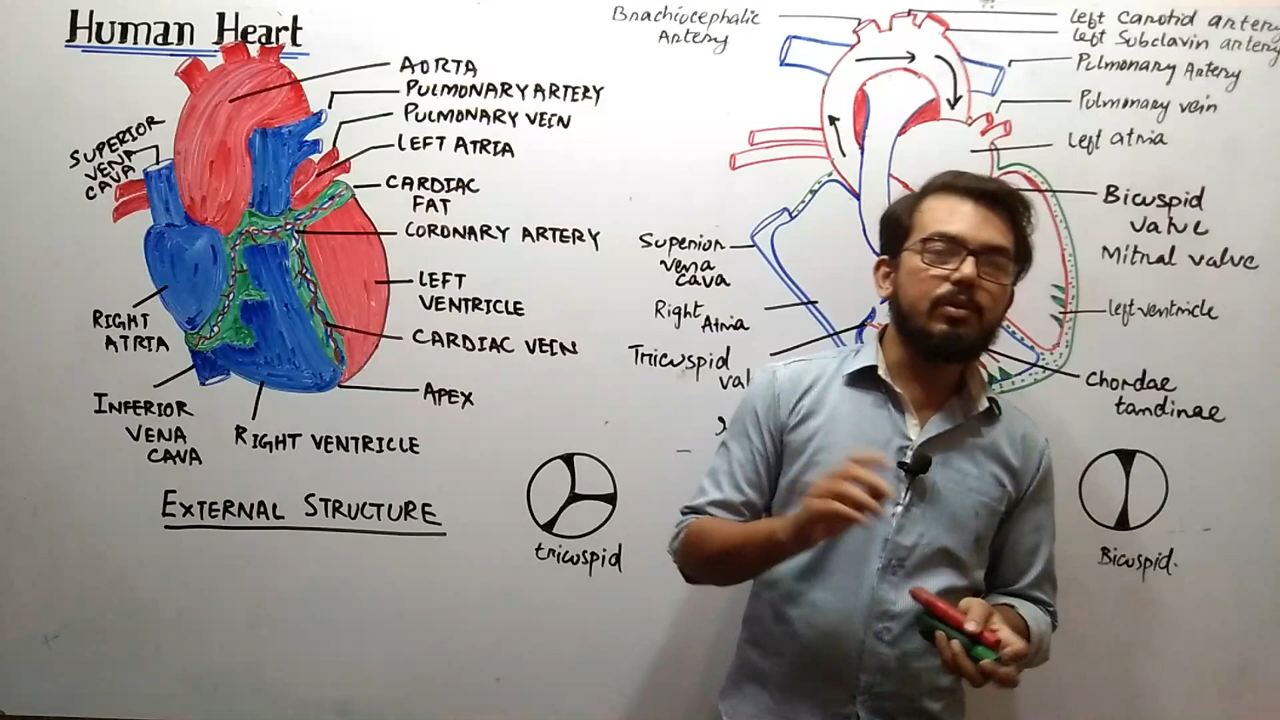 Human Heart
AORTA
PULMONARY ARTERY
PULMONARY VEIN
LEFT ATRIA
SUPERIOR
VENA
CAVA
CARDIAC
FAT
CORONARY ARTERY
LEFT
VENTRICLE
RIGHT
ATRIA
CARDIAC VEIN
APEX
INFERIOR
VENA
CAVA
RIGHT VENTRICLE
EXTERNAL STRUCTURE
Brachiocephalic
Artery
left Carotid artery
left Subclavin artery
Pulmonary Artery
Pulmonary vein
left atria
Bicuspid
valve
Mitral valve
Superior
vena
cava
Right
Atria
left ventricle
Tricuspid
val
Chordae
tandinae
tricuspid
Bicuspid.